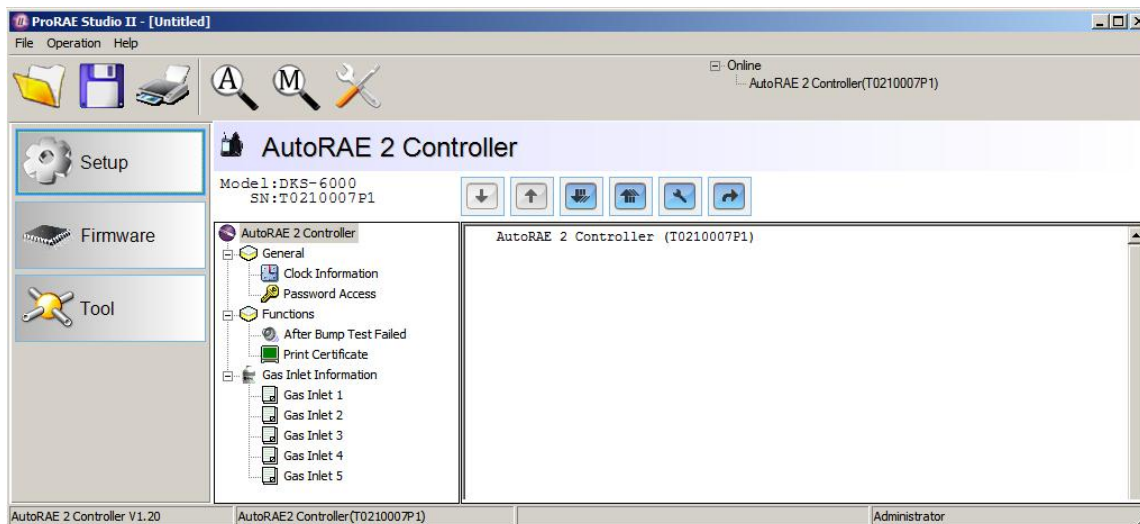 ProRAE Studio II - [Untitled]
File Operation Help
A M
Online
AutoRAE 2 Controller(T0210007P1)
Setup
Firmware
Tool
AutoRAE 2 Controller
Model:DKS-6000
SN:T0210007P1
AutoRAE 2 Controller
General
Clock Information
Password Access
Functions
After Bump Test Failed
Print Certificate
Gas Inlet Information
Gas Inlet 1
Gas Inlet 2
Gas Inlet 3
Gas Inlet 4
Gas Inlet 5
AutoRAE 2 Controller (T0210007P1)
AutoRAE 2 Controller V1.20 AutoRAE2 Controller(T0210007P1) Administrator